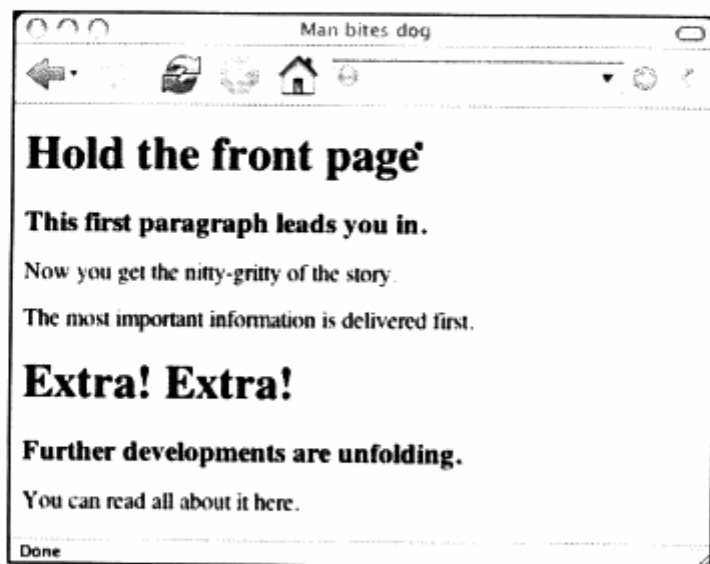 Man bites dog
Hold the front page
This first paragraph leads you in.
Now you get the nitty-gritty of the story.
The most important information is delivered first.
Extra! Extra!
Further developments are unfolding.
You can read all about it here.
Done